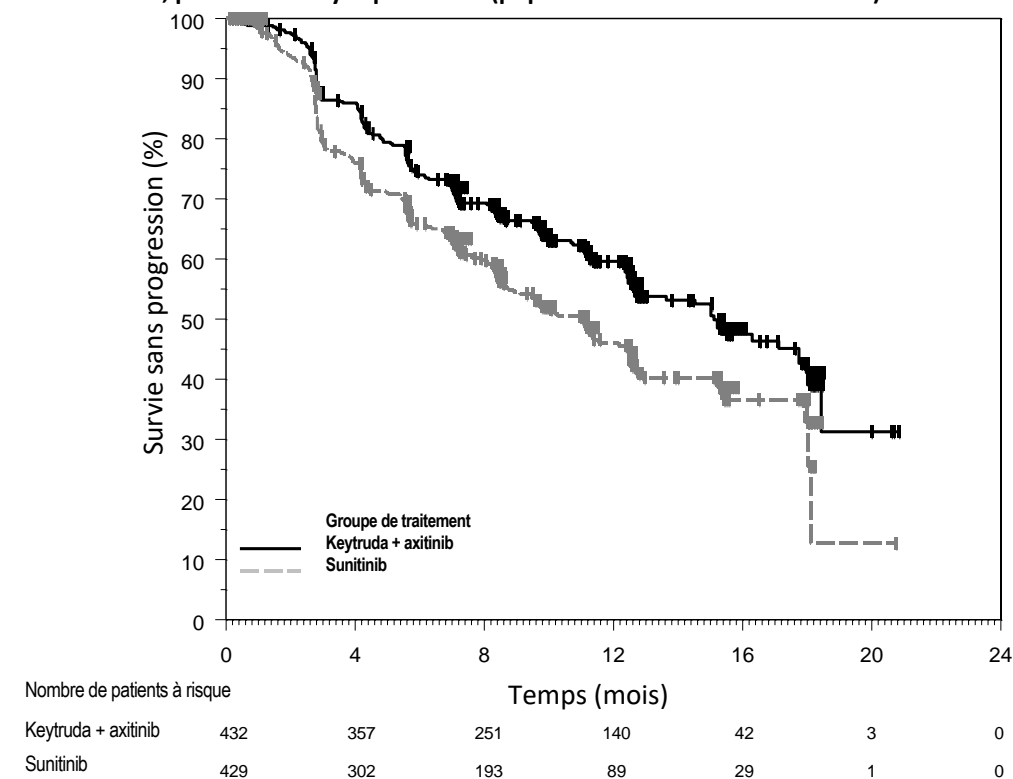 100
90
80
70
60
50
40
30
20
10
0
Survie sans progression (%)
Groupe de traitement
Keytruda + axitinib
Sunitinib
0 4 8 12 16 20 24
Temps (mois)
Nombre de patients à risque
Keytruda + axitinib 432 357 251 140 42 3 0
Sunitinib 429 302 193 89 29 1 0